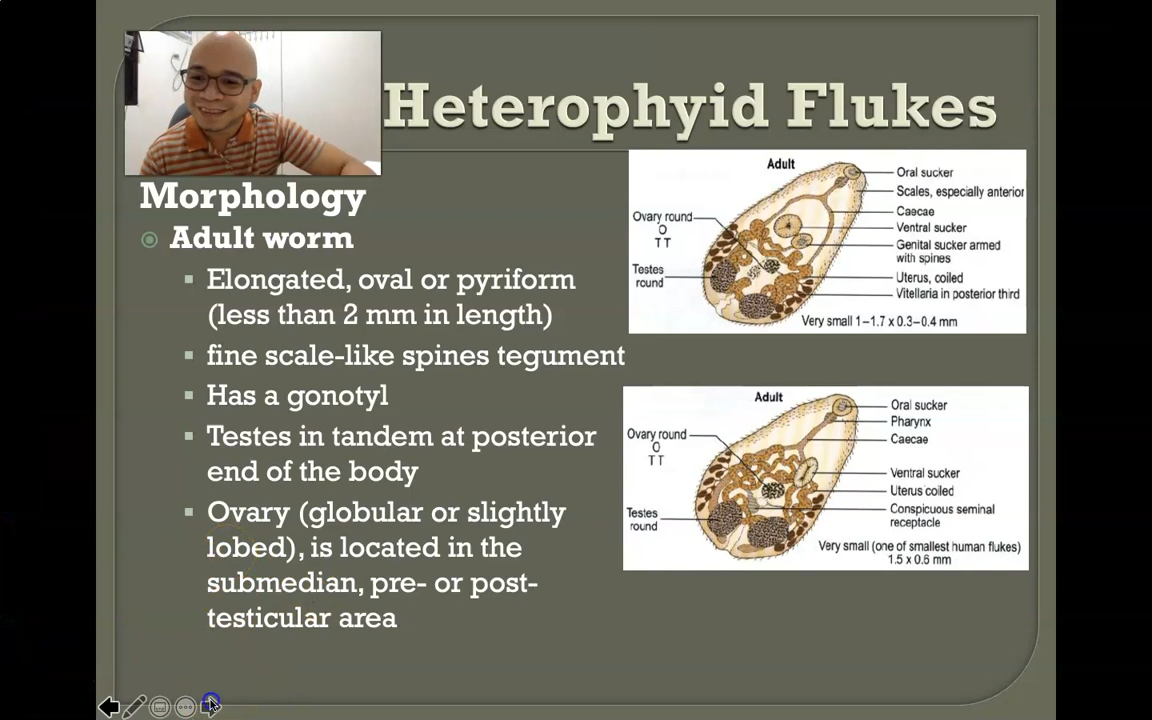 Heterophyid Flukes
Morphology
Adult worm
Elongated, oval or pyriform
(less than 2 mm in length)
fine scale-like spines tegument
Has a gonotyl
Testes in tandem at posterior
end of the body
Ovary (globular or slightly
lobed), is located in the
submedian, pre- or post-
testicular area
Adult
Oral sucker
Scales, especially anterior
Caecae
Ventral sucker
Genital sucker armed
with spines
Uterus, coiled
Vitellaria in posterior third
Ovary round
O
TT
Testes
round
Very small 1–1.7 x 0.3–0.4 mm
Adult
Oral sucker
Pharynx
Caecae
Ventral sucker
Uterus coiled
Conspicuous seminal
receptacle
Ovary round
O
TT
Testes
round
Very small (one of smallest human flukes)
1.5 x 0.6 mm